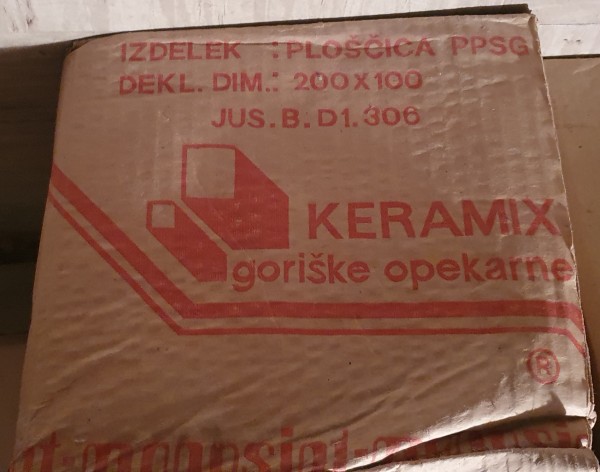 IZDELEK : PLOŠČICA PPSG
DEKL. DIM.: 200X100
JUS. B. D1. 306
KERAMIX
goriške opekarne
®